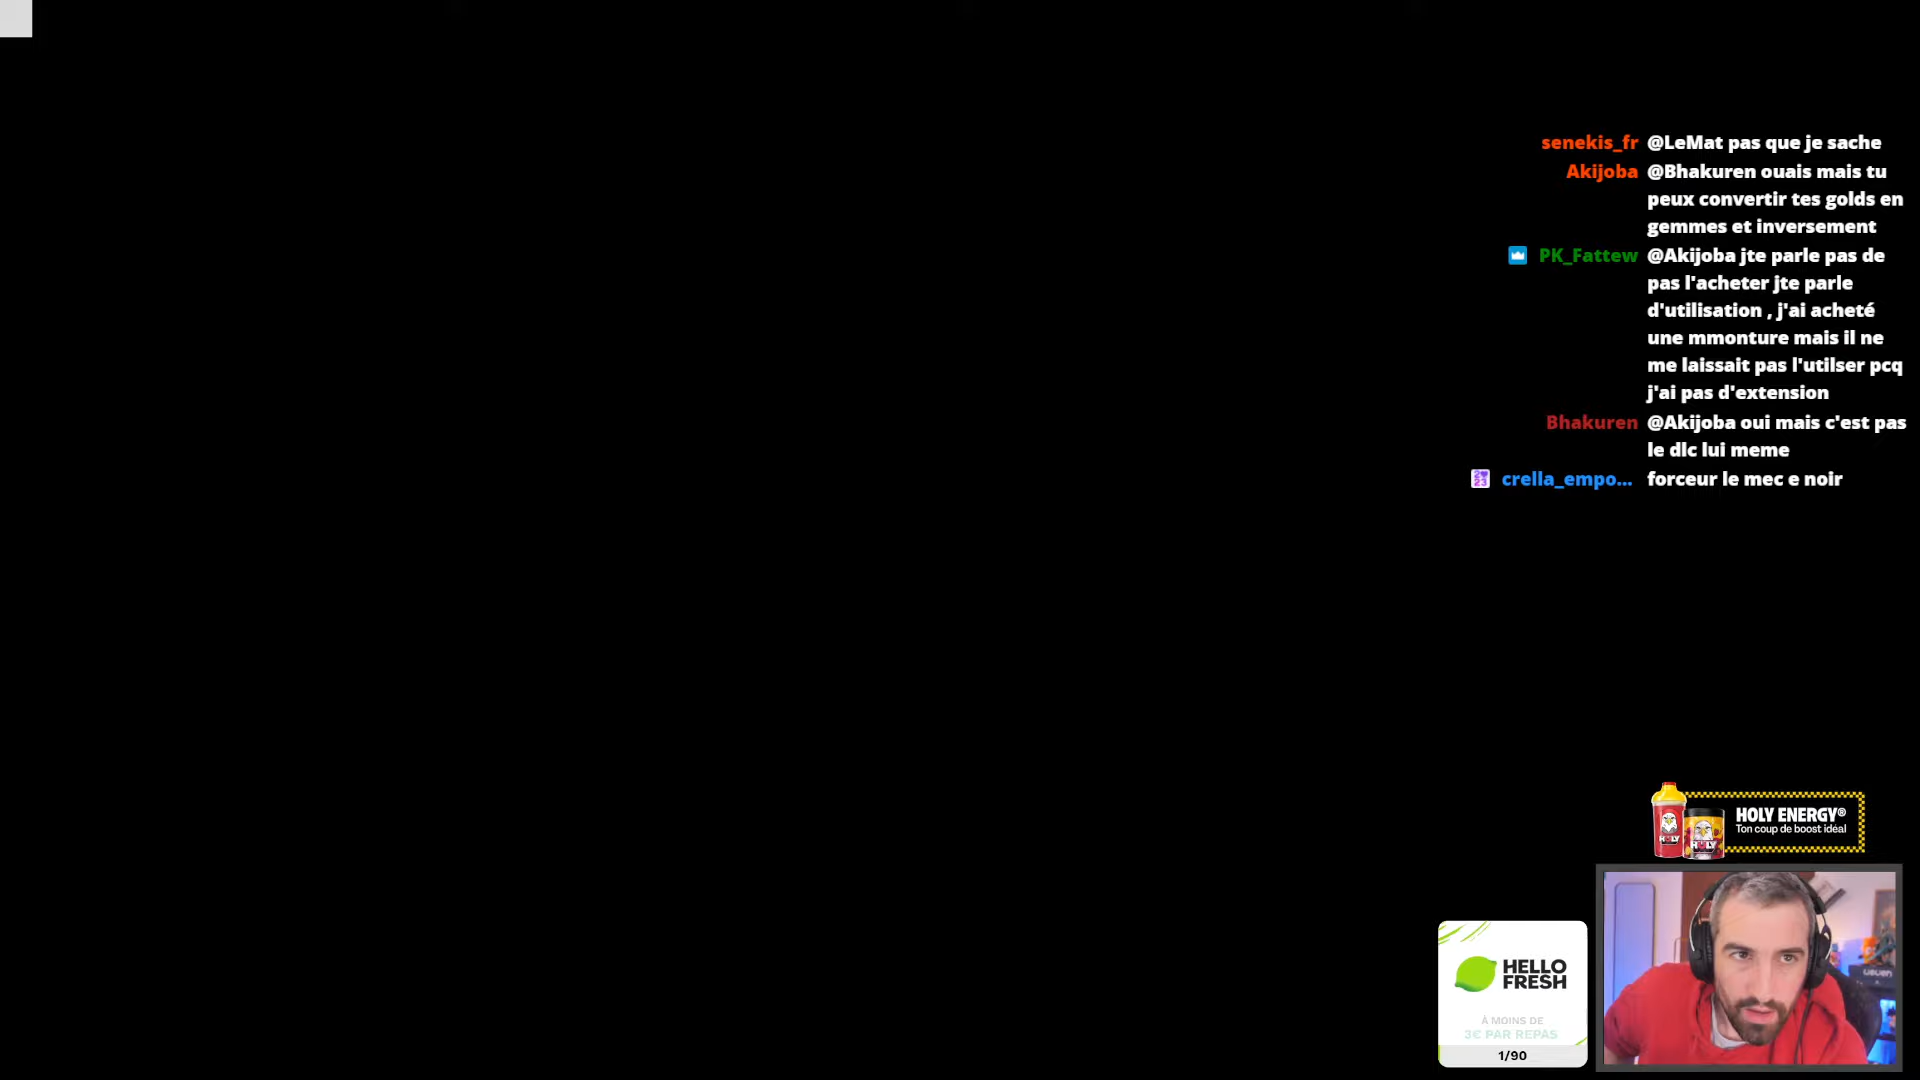 senekis_fr @LeMat pas que je sache
Akijoba @Bhakuren ouais mais tu
peux convertir tes golds en
gemmes et inversement
PK_Fattew @Akijoba jte parle pas de
pas l'acheter jte parle
d'utilisation , j'ai acheté
une mmonture mais il ne
me laissait pas l'utilser pcq
j'ai pas d'extension
Bhakuren @Akijoba oui mais c'est pas
le dlc lui meme
crella_empo... forceur le mec e noir
HOLY ENERGY®
Ton coup de boost idéal
HOLY
HOLY
HELLO
FRESH
À MOINS DE
3€ PAR REPAS
1/90